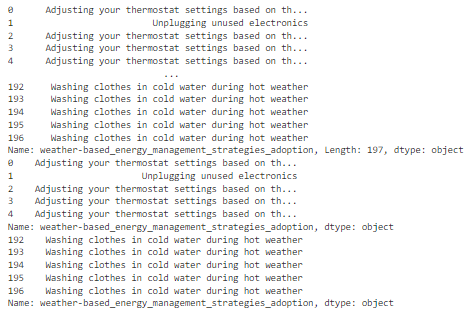 0      Adjusting your thermostat settings based on th...
1                        Unplugging unused electronics
2      Adjusting your thermostat settings based on th...
3      Adjusting your thermostat settings based on th...
4      Adjusting your thermostat settings based on th...
                             ...
192     Washing clothes in cold water during hot weather
193     Washing clothes in cold water during hot weather
194     Washing clothes in cold water during hot weather
195     Washing clothes in cold water during hot weather
196     Washing clothes in cold water during hot weather
Name: weather-based_energy_management_strategies_adoption, Length: 197, dtype: object
0    Adjusting your thermostat settings based on th...
1                        Unplugging unused electronics
2    Adjusting your thermostat settings based on th...
3    Adjusting your thermostat settings based on th...
4    Adjusting your thermostat settings based on th...
Name: weather-based_energy_management_strategies_adoption, dtype: object
192    Washing clothes in cold water during hot weather
193    Washing clothes in cold water during hot weather
194    Washing clothes in cold water during hot weather
195    Washing clothes in cold water during hot weather
196    Washing clothes in cold water during hot weather
Name: weather-based_energy_management_strategies_adoption, dtype: object